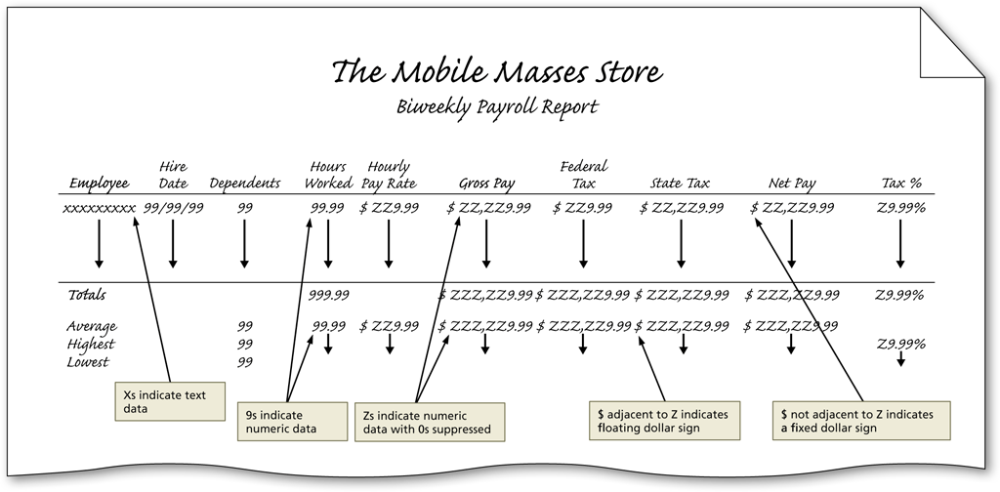 The Mobile Masses Store
Biweekly Payroll Report
Hire Hours Hourly Federal
Employee Date Dependents Worked Pay Rate Gross Pay Tax State Tax Net Pay Tax %
xxxxxxxxx 99/99/99 99 99.99 $ ZZ9.99 $ ZZ,ZZ9.99 $ ZZ9.99 $ ZZ,ZZ9.99 $ ZZ,ZZ9.99 Z9.99%
Totals 999.99 $ ZZZ,ZZ9.99 $ ZZZ,ZZ9.99 $ ZZZ,ZZ9.99 $ ZZZ,ZZ9.99 Z9.99%
Average 99 99.99 $ ZZ9.99 $ ZZZ,ZZ9.99 $ ZZZ,ZZ9.99 $ ZZZ,ZZ9.99 $ ZZZ,ZZ9.99
Highest 99 Z9.99%
Lowest 99
Xs indicate text
data
9s indicate
numeric data
Zs indicate numeric
data with 0s suppressed
$ adjacent to Z indicates
floating dollar sign
$ not adjacent to Z indicates
a fixed dollar sign